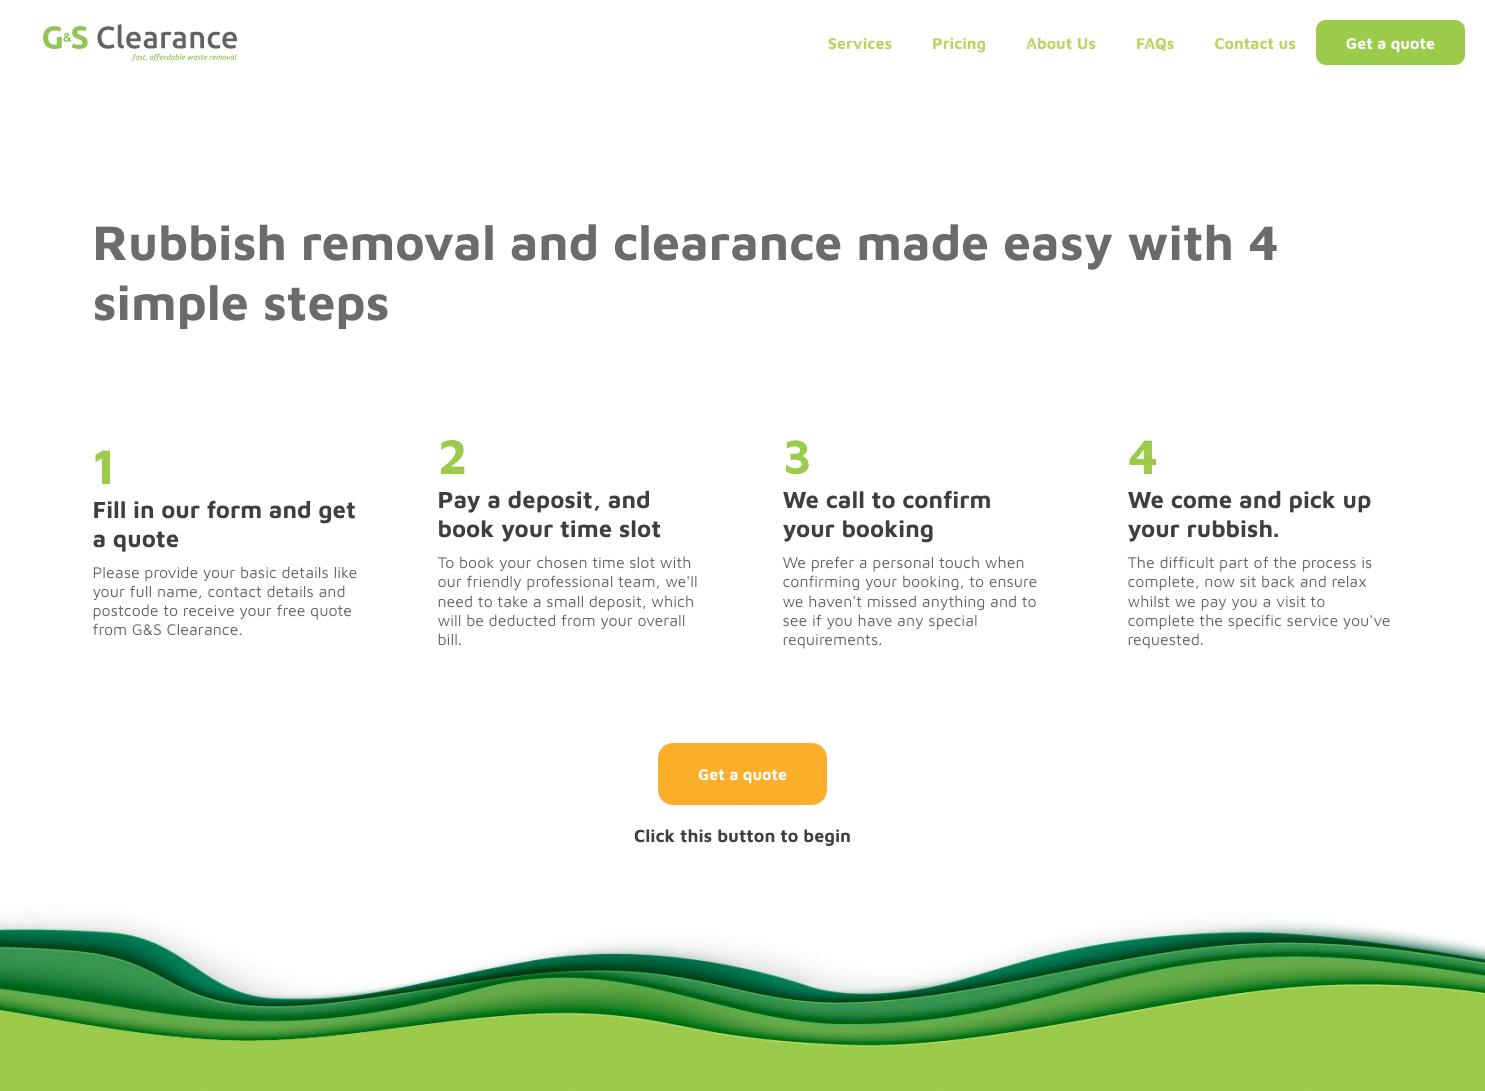 G&S Clearance
fast, affordable waste removal
Services
Pricing
About Us
FAQs
Contact us
Get a quote
Rubbish removal and clearance made easy with 4
simple steps
1
Fill in our form and get
a quote
Please provide your basic details like
your full name, contact details and
postcode to receive your free quote
from G&S Clearance.
2
Pay a deposit, and
book your time slot
To book your chosen time slot with
our friendly professional team, we'll
need to take a small deposit, which
will be deducted from your overall
bill.
3
We call to confirm
your booking
We prefer a personal touch when
confirming your booking, to ensure
we haven't missed anything and to
see if you have any special
requirements.
4
We come and pick up
your rubbish.
The difficult part of the process is
complete, now sit back and relax
whilst we pay you a visit to
complete the specific service you've
requested.
Get a quote
Click this button to begin